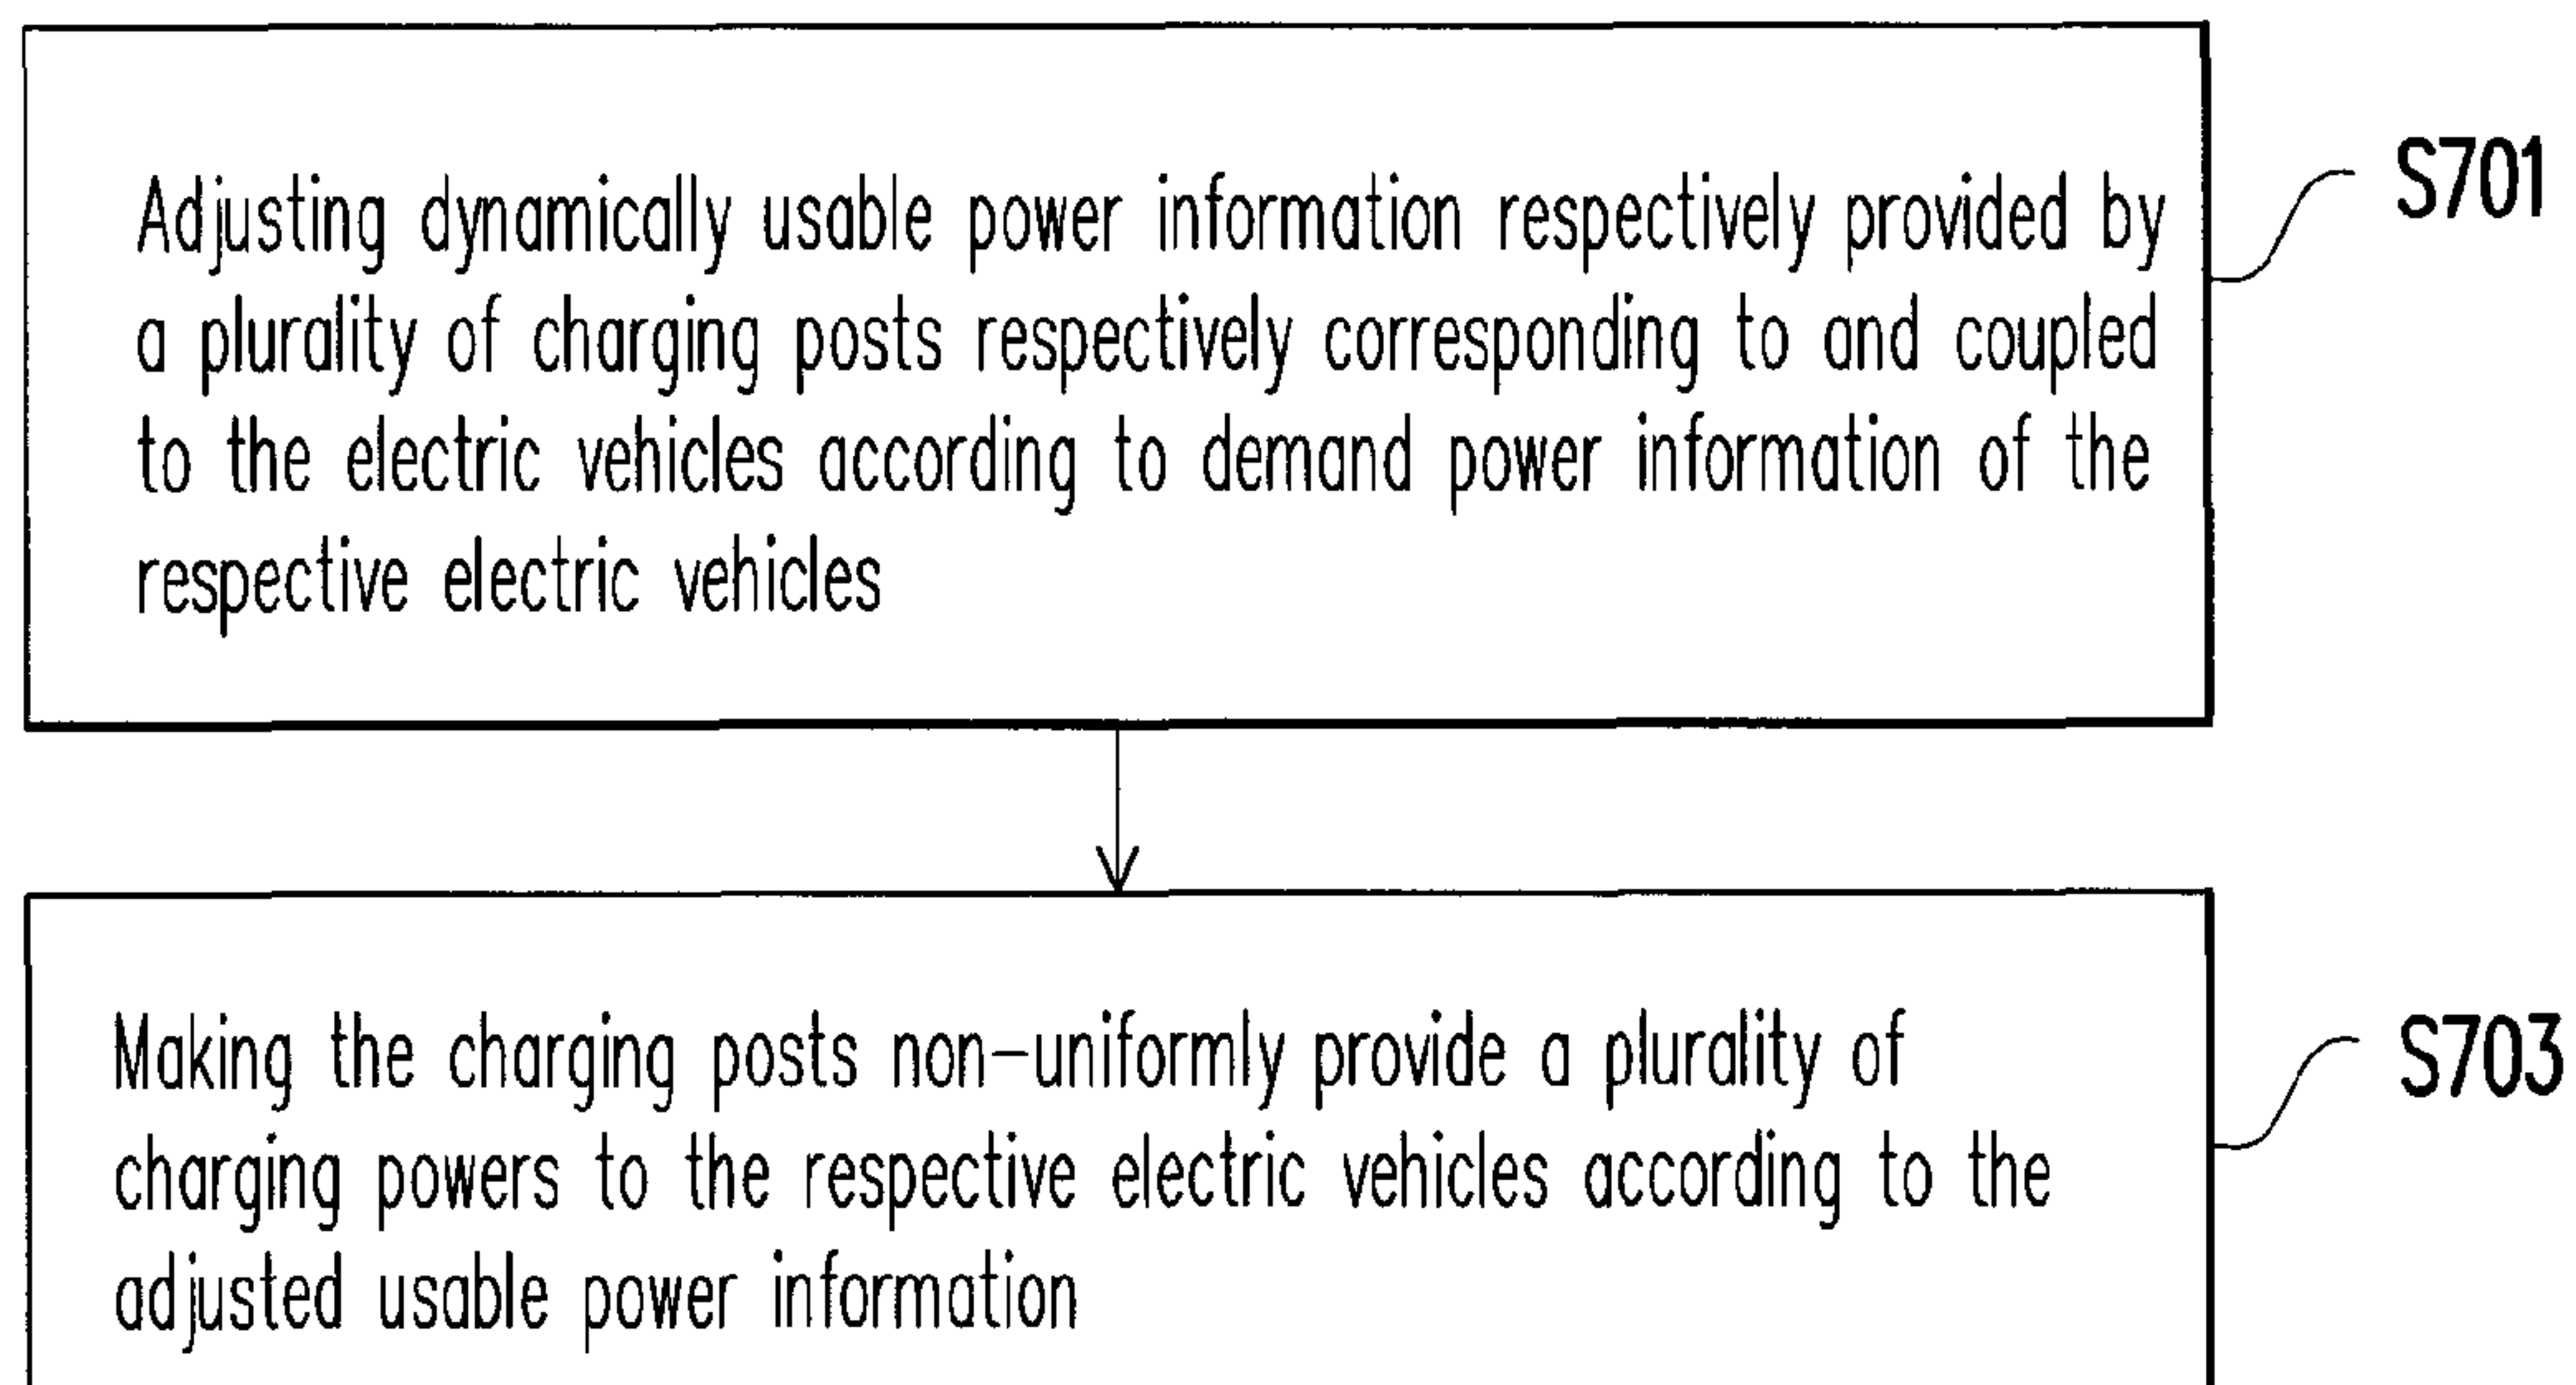 Adjusting dynamically usable power information respectively provided by
a plurality of charging posts respectively corresponding to and coupled
to the electric vehicles according to demand power information of the
respective electric vehicles
S701
Making the charging posts non-uniformly provide a plurality of
charging powers to the respective electric vehicles according to the
adjusted usable power information
S703